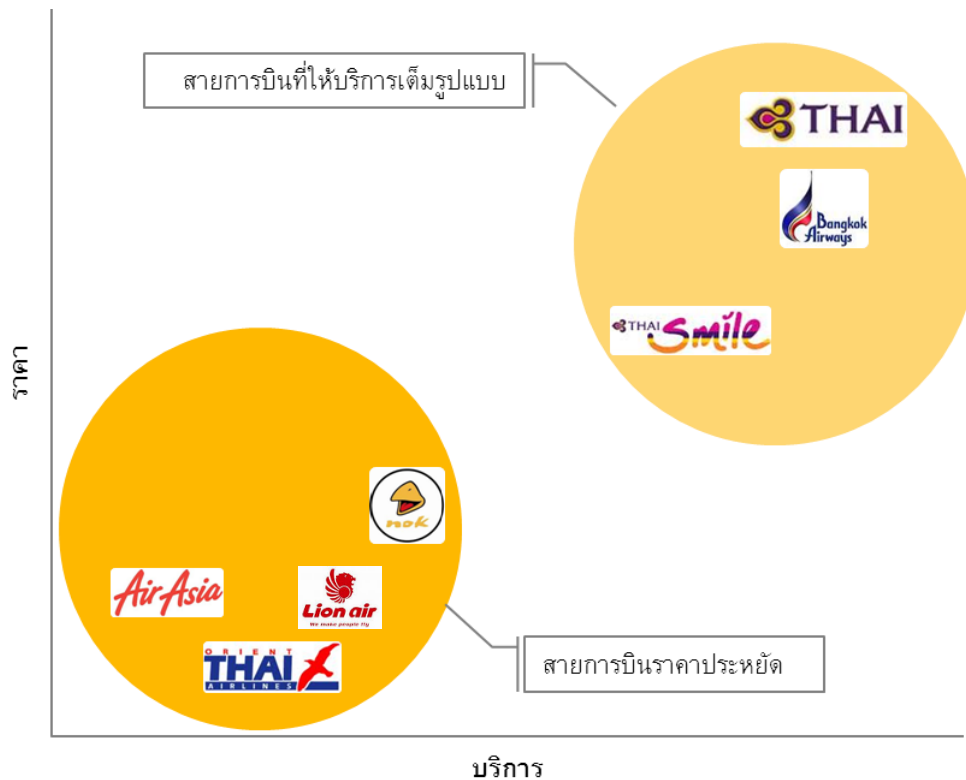 สายการบินที่ให้บริการเต็มรูปแบบ
THAI
Bangkok
Airways
THAI Smile
ราคา
nok
AirAsia
Lion air
We make people fly
ORIENT
THAI
AIRLINES
สายการบินราคาประหยัด
บริการ